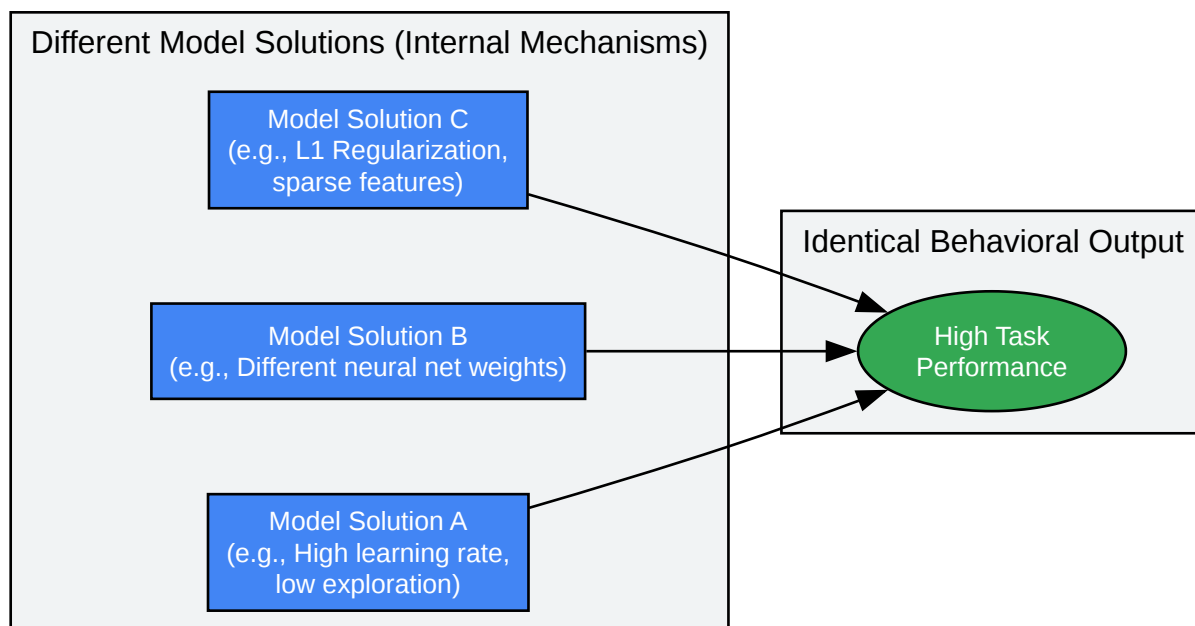 Different Model Solutions (Internal Mechanisms)
Model Solution C
(e.g., L1 Regularization,
sparse features)
Model Solution B
(e.g., Different neural net weights)
Model Solution A
(e.g., High learning rate,
low exploration)
Identical Behavioral Output
High Task
Performance